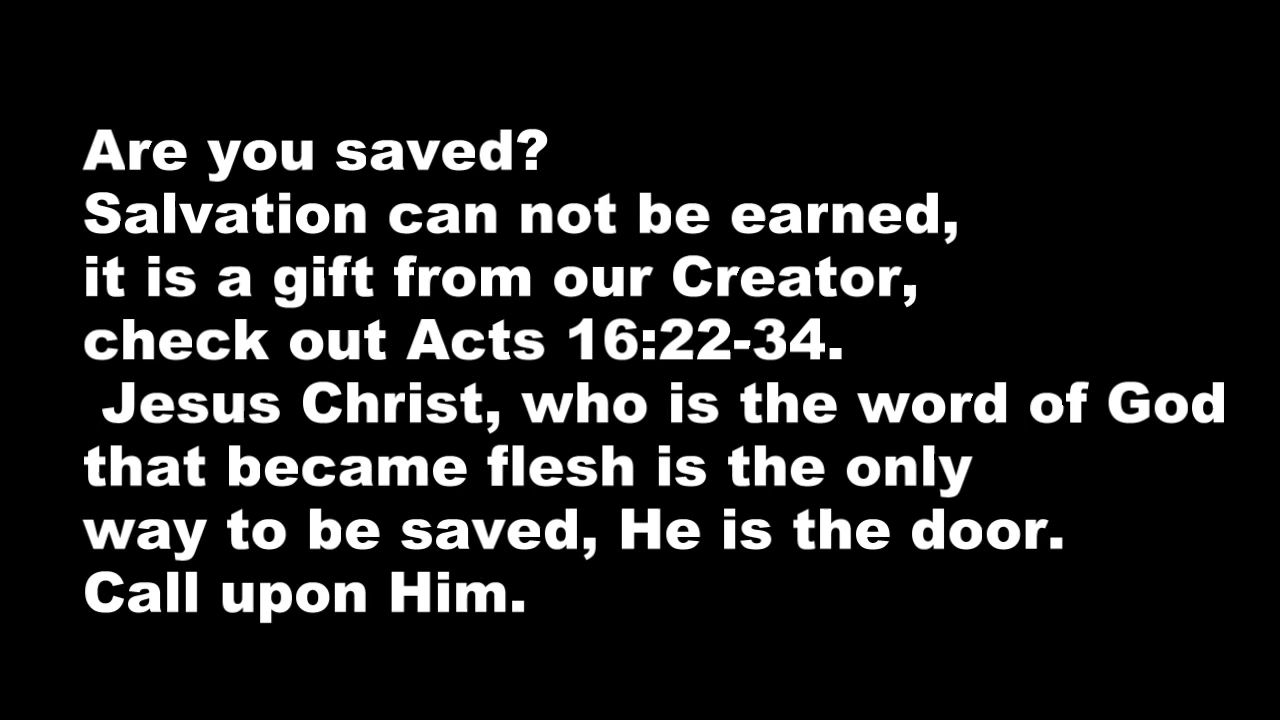 Are you saved?
Salvation can not be earned,
it is a gift from our Creator,
check out Acts 16:22-34.
Jesus Christ, who is the word of God
that became flesh is the only
way to be saved, He is the door.
Call upon Him.